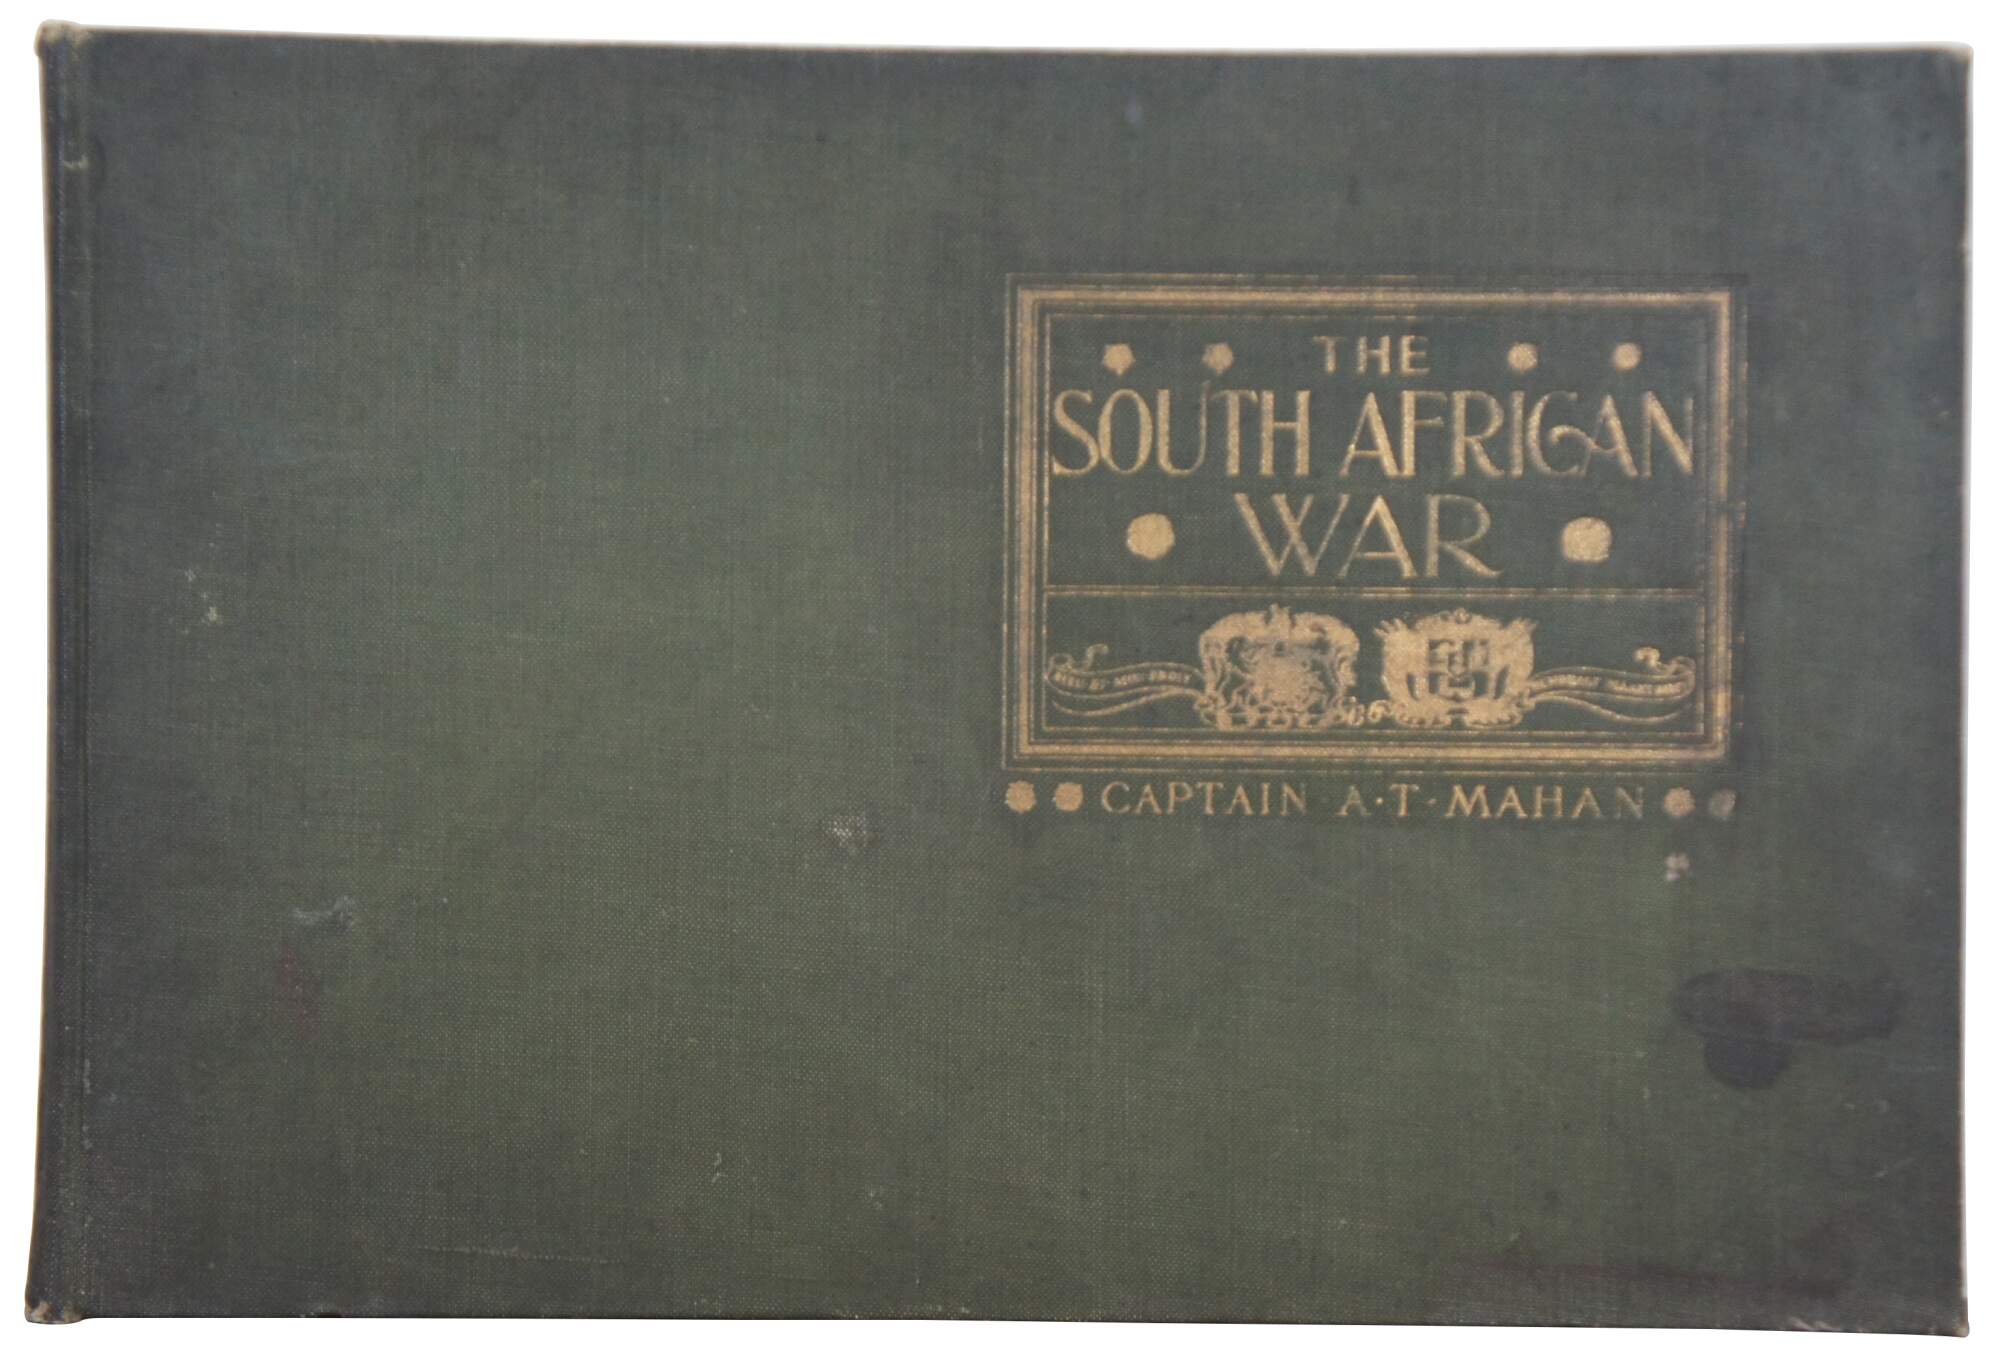 THE
SOUTH AFRICAN
WAR
CAPTAIN A·T·MAHAN